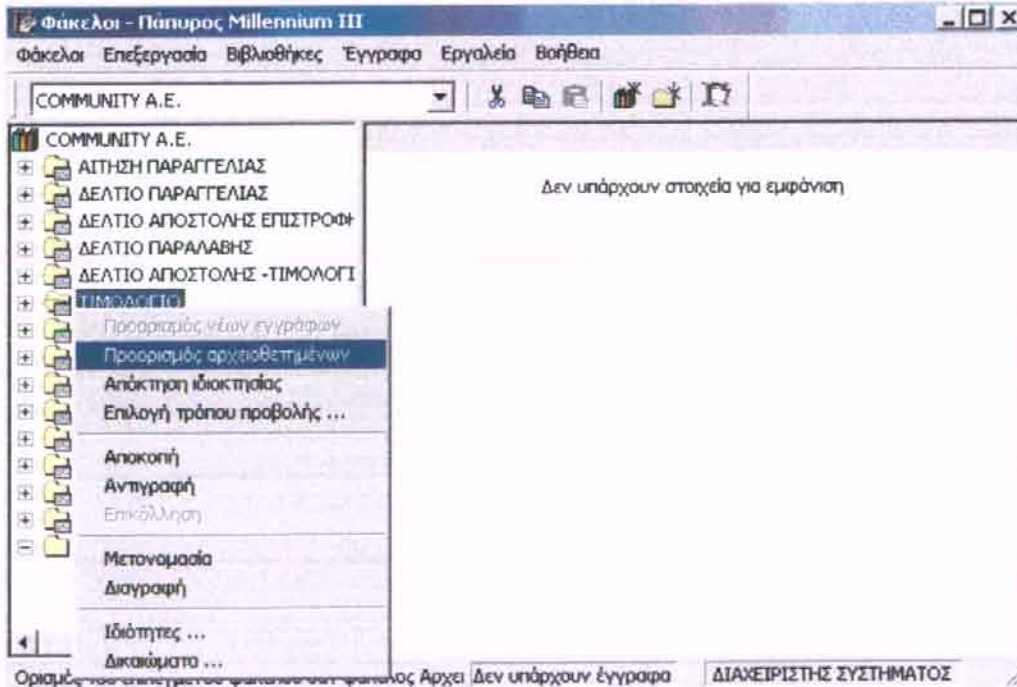 Φάκελοι - Πάπυρος Millennium III
Φάκελοι Επεξεργασία Βιβλιοθήκες Έγγραφα Εργαλεία Βοήθεια
COMMUNITY Α.Ε.
COMMUNITY Α.Ε.
ΑΙΤΗΣΗ ΠΑΡΑΓΓΕΛΙΑΣ
ΔΕΛΤΙΟ ΠΑΡΑΓΓΕΛΙΑΣ
ΔΕΛΤΙΟ ΑΠΟΣΤΟΛΗΣ ΕΠΙΣΤΡΟΦΗ
ΔΕΛΤΙΟ ΠΑΡΑΛΑΒΗΣ
ΔΕΛΤΙΟ ΑΠΟΣΤΟΛΗΣ -ΤΙΜΟΛΟΓΙ
ΤΙΜΟΛΟΓΙΟ
Δεν υπάρχουν στοιχεία για εμφάνιση
Προορισμός νέων εγγράφων
Προορισμός αρχειοθετημένων
Απόκτηση ιδιοκτησίας
Επιλογή τρόπου προβολής ...
Αποκοπή
Αντιγραφή
Επικόλληση
Μετονομασία
Διαγραφή
Ιδιότητες ...
Δικαιώματα ...
Ορισμός Αρχει Δεν υπάρχουν έγγραφα ΔΙΑΧΕΙΡΙΣΤΗΣ ΣΥΣΤΗΜΑΤΟΣ